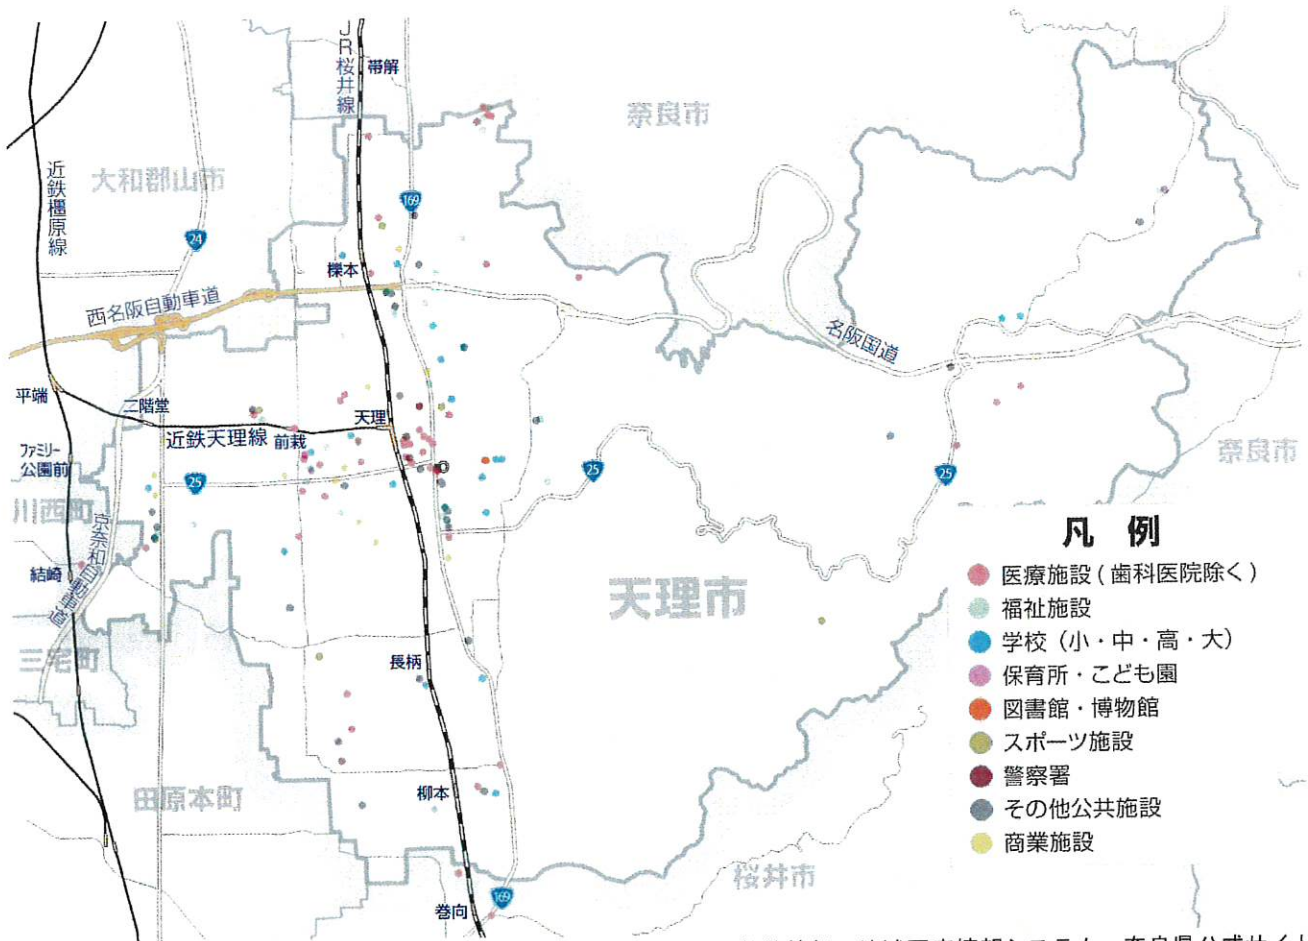 JR桜井線
帯解
奈良市
大和郡山市
近鉄橿原線
169
24
櫟本
西名阪自動車道
名阪国道
平端
二階堂
天理
近鉄天理線
前栽
ファミリー
公園前
25
25
25
奈良市
川西町
京奈和自動車道
結崎
天理市
三宅町
長柄
田原本町
柳本
桜井市
169
巻向
凡 例
医療施設(歯科医院除く)
福祉施設
学校(小・中・高・大)
保育所・こども園
図書館・博物館
スポーツ施設
警察署
その他公共施設
商業施設